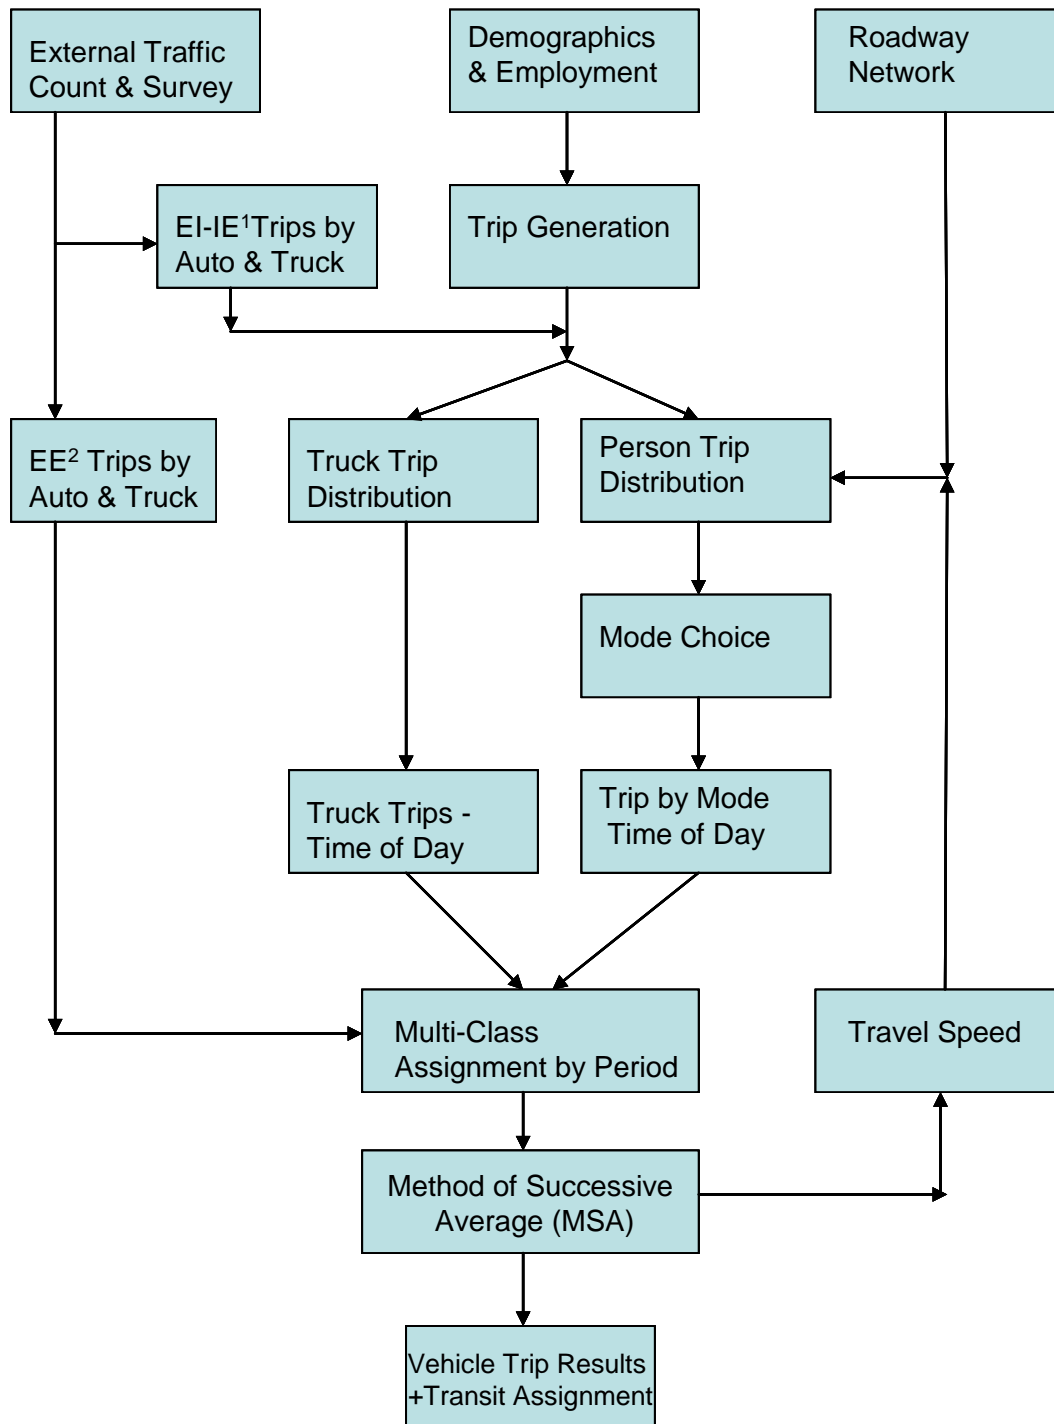 External Traffic
Count & Survey
Demographics
& Employment
Roadway
Network
EI-IE¹Trips by
Auto & Truck
Trip Generation
EE² Trips by
Auto & Truck
Truck Trip
Distribution
Person Trip
Distribution
Mode Choice
Truck Trips -
Time of Day
Trip by Mode
Time of Day
Multi-Class
Assignment by Period
Travel Speed
Method of Successive
Average (MSA)
Vehicle Trip Results
+Transit Assignment